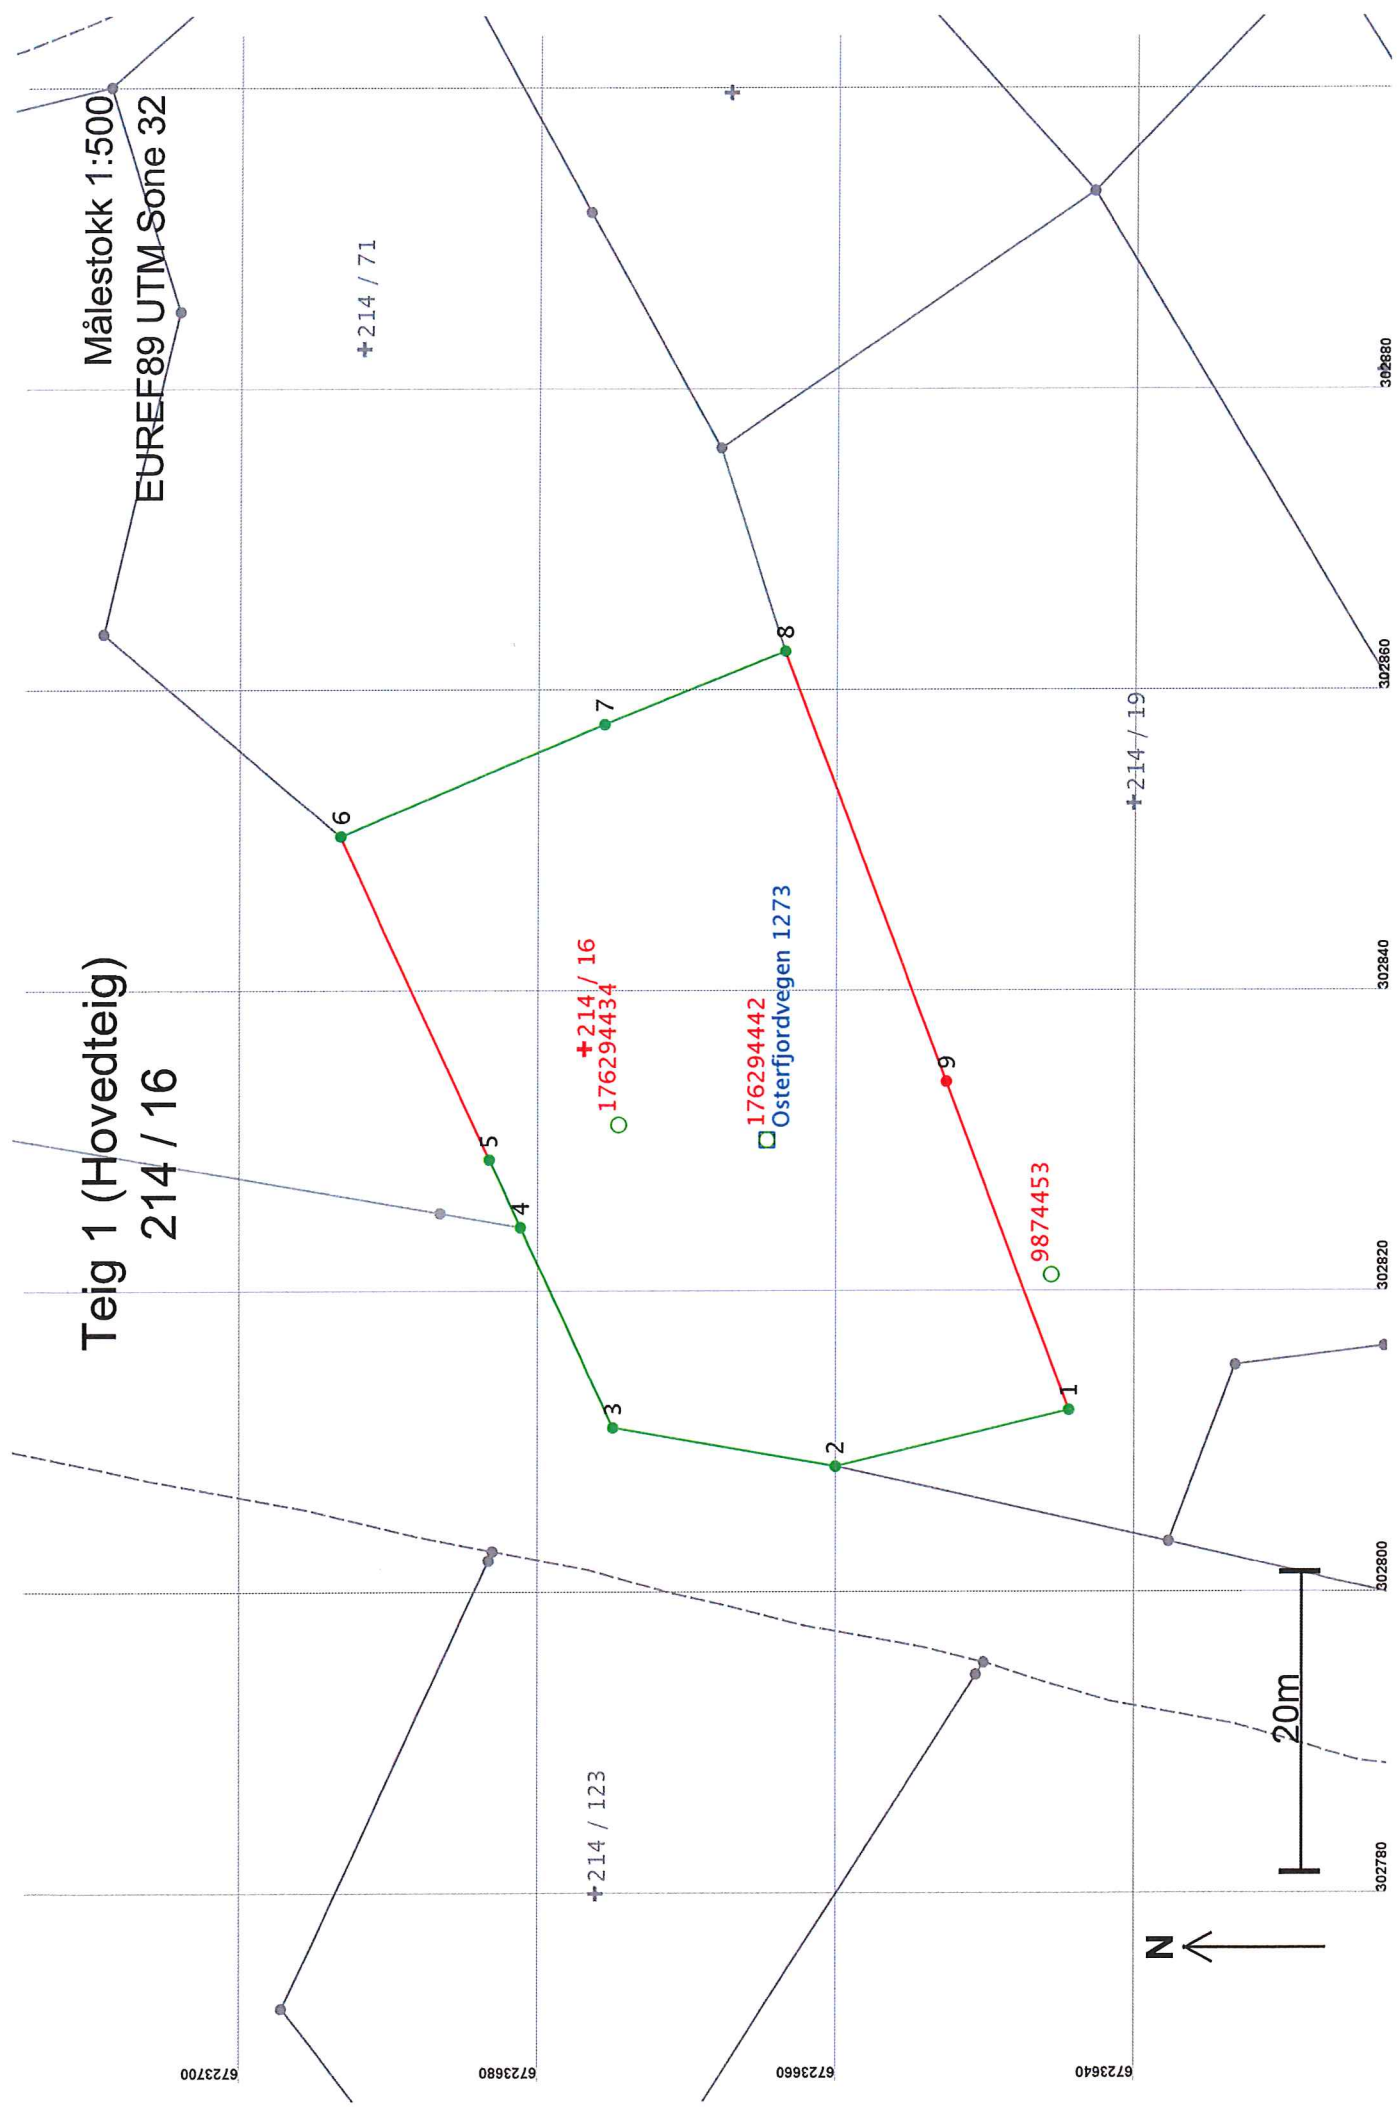 Teig 1 (Hovedteig)
214 / 16
Målestokk 1:500
EUREF89 UTM Sone 32
214 / 71
6
7
8
5
4
3
2
1
9
214 / 16
176294434
176294442
Osterfjordvegen 1273
9874453
214 / 19
214 / 123
N
20m
6723700
6723680
6723660
6723640
302780
302800
302820
302840
302860
302880